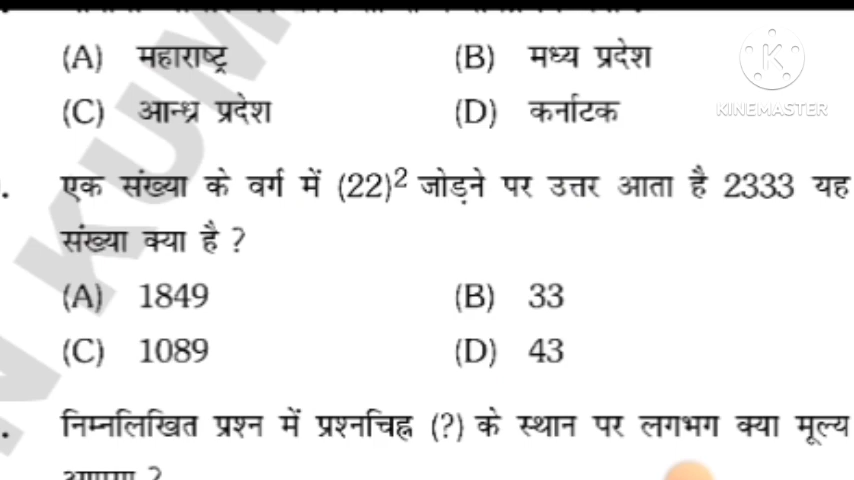 (A) महाराष्ट्र (B) मध्य प्रदेश
(C) आन्ध्र प्रदेश (D) कर्नाटक
K
KINEMASTER
एक संख्या के वर्ग में (22)2 जोड़ने पर उत्तर आता है 2333 यह
संख्या क्या है ?
(A) 1849 (B) 33
(C) 1089 (D) 43
निम्नलिखित प्रश्न में प्रश्नचिह्न (?) के स्थान पर लगभग क्या मूल्य